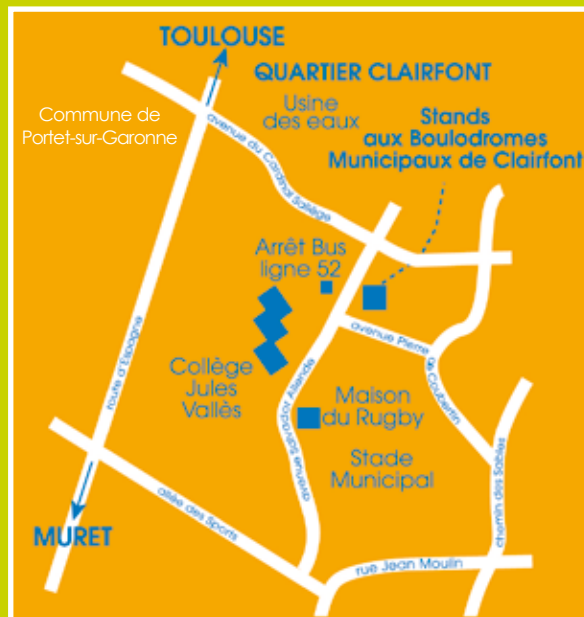 TOULOUSE
QUARTIER CLAIRFONT
Commune de
Portet-sur-Garonne
Usine
des eaux
Stands
aux Boulodromes
Municipaux de Clairfont
avenue du Cardinal Saliège
Arrêt Bus
ligne 52
avenue Pierre de Coubertin
route d'Espagne
Collège
Jules
Vallès
avenue Salvador Allende
Maison
du Rugby
Stade
Municipal
chemin des Sables
MURET
allée des Sports
rue Jean Moulin